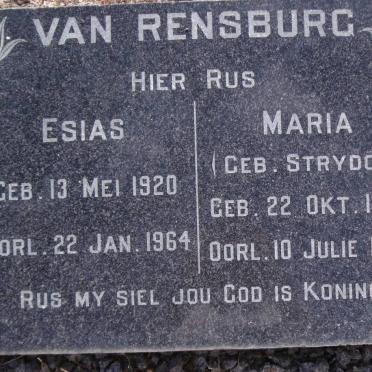 VAN RENSBURG
HIER RUS
ESIAS
GEB. 13 MEI 1920
OORL. 22 JAN. 1964
MARIA
(GEB. STRYDO
GEB. 22 OKT. 1
OORL. 10 JULIE
RUS MY SIEL JOU GOD IS KONING